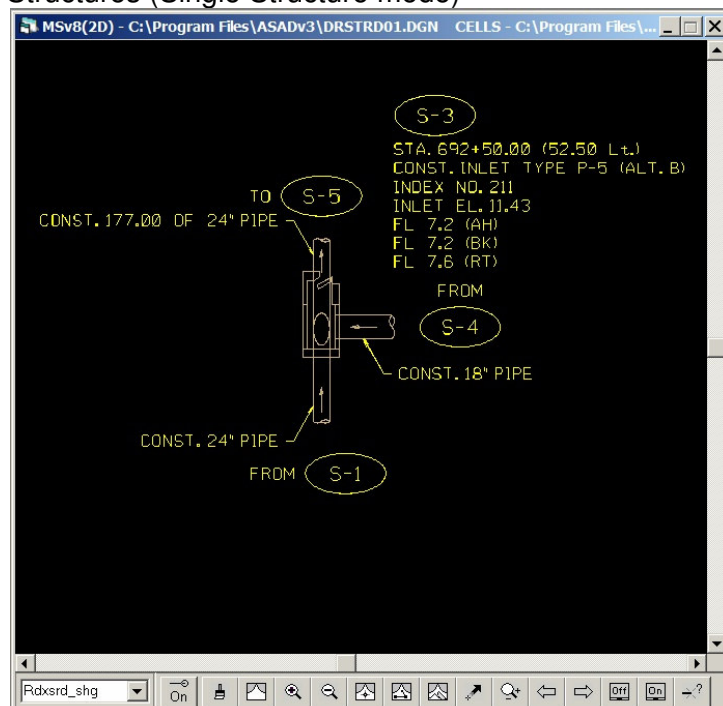 Structures (Single Structure mode)
MSv8(2D) - C:\Program Files\ASADv3\DRSTRD01.DGN CELLS - C:\Program Files\...
S-3
STA. 692+50.00 (52.50 Lt.)
CONST. INLET TYPE P-5 (ALT. B)
INDEX NO. 211
INLET EL. 11.43
FL 7.2 (AH)
FL 7.2 (BK)
FL 7.6 (RT)
TO S-5
CONST. 177.00 OF 24" PIPE
FROM
S-4
CONST. 18" PIPE
CONST. 24" PIPE
FROM S-1
Rdxsrd_shg
On
Off
On
?